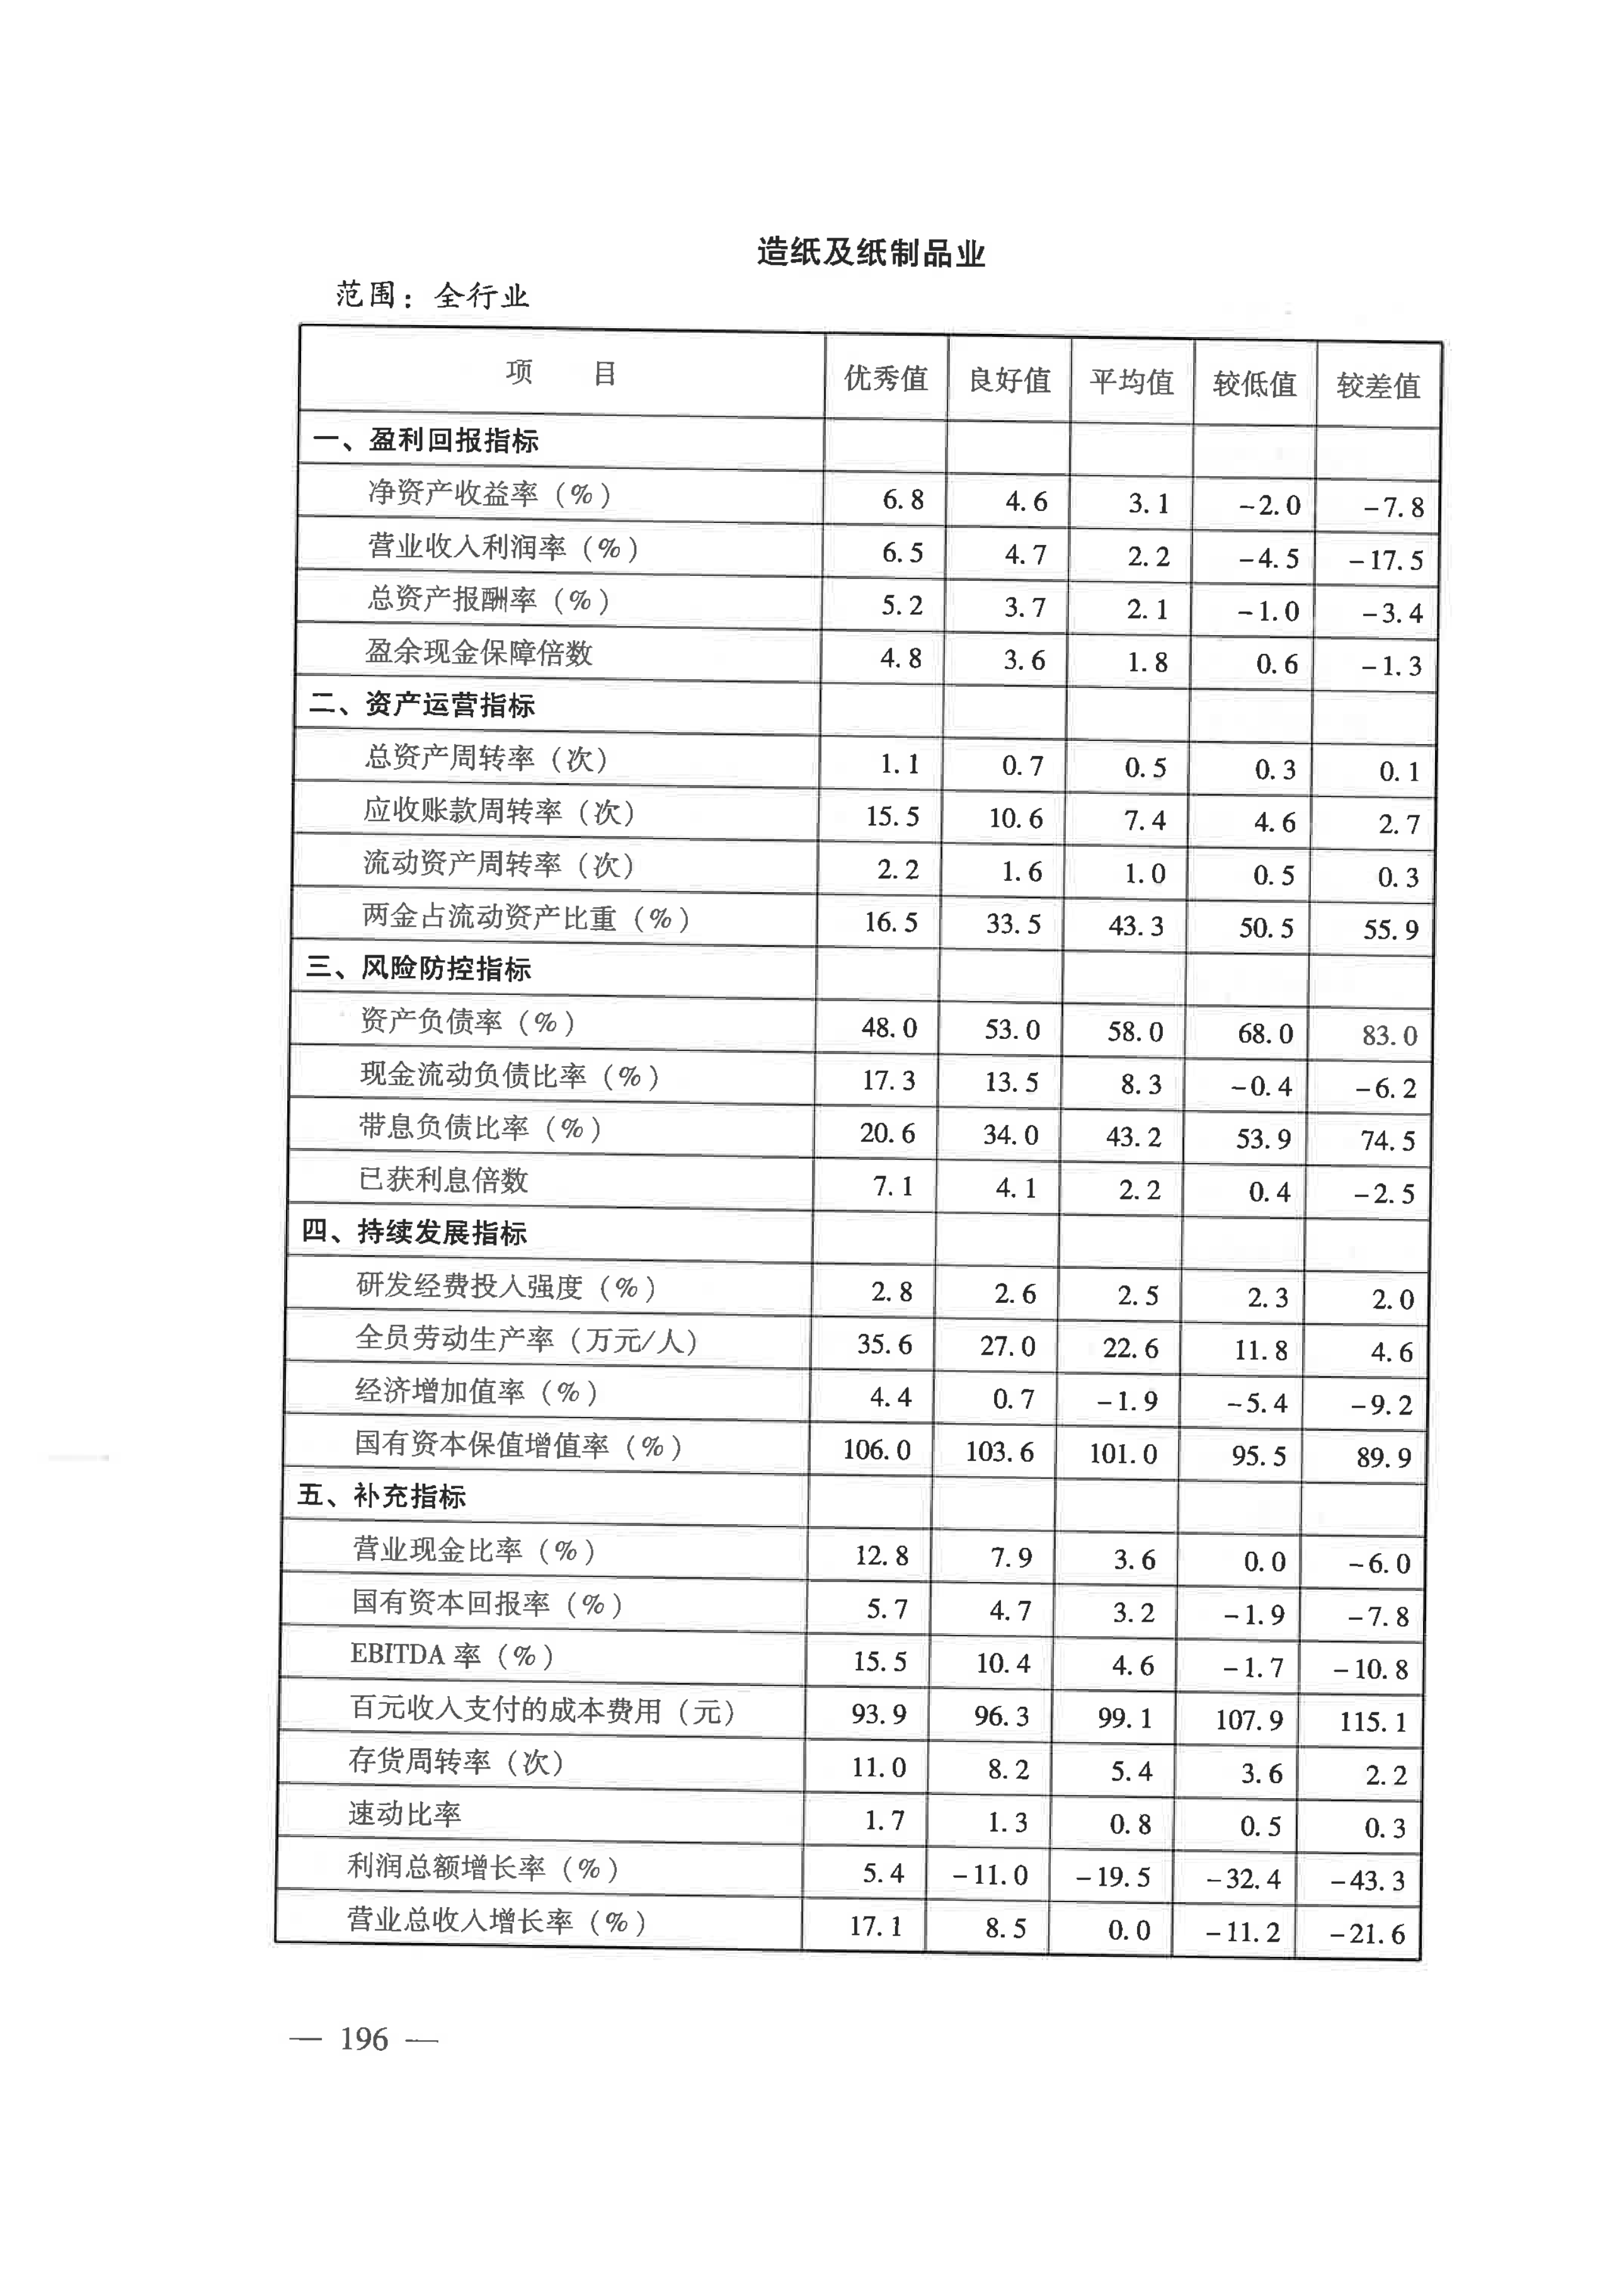 造纸及纸制品业
范围：全行业
项 目 优秀值 良好值 平均值 较低值 较差值
一、盈利回报指标
净资产收益率（%） 6.8 4.6 3.1 -2.0 -7.8
营业收入利润率（%） 6.5 4.7 2.2 -4.5 -17.5
总资产报酬率（%） 5.2 3.7 2.1 -1.0 -3.4
盈余现金保障倍数 4.8 3.6 1.8 0.6 -1.3
二、资产运营指标
总资产周转率（次） 1.1 0.7 0.5 0.3 0.1
应收账款周转率（次） 15.5 10.6 7.4 4.6 2.7
流动资产周转率（次） 2.2 1.6 1.0 0.5 0.3
两金占流动资产比重（%） 16.5 33.5 43.3 50.5 55.9
三、风险防控指标
资产负债率（%） 48.0 53.0 58.0 68.0 83.0
现金流动负债比率（%） 17.3 13.5 8.3 -0.4 -6.2
带息负债比率（%） 20.6 34.0 43.2 53.9 74.5
已获利息倍数 7.1 4.1 2.2 0.4 -2.5
四、持续发展指标
研发经费投入强度（%） 2.8 2.6 2.5 2.3 2.0
全员劳动生产率（万元/人） 35.6 27.0 22.6 11.8 4.6
经济增加值率（%） 4.4 0.7 -1.9 -5.4 -9.2
国有资本保值增值率（%） 106.0 103.6 101.0 95.5 89.9
五、补充指标
营业现金比率（%） 12.8 7.9 3.6 0.0 -6.0
国有资本回报率（%） 5.7 4.7 3.2 -1.9 -7.8
EBITDA 率（%） 15.5 10.4 4.6 -1.7 -10.8
百元收入支付的成本费用（元） 93.9 96.3 99.1 107.9 115.1
存货周转率（次） 11.0 8.2 5.4 3.6 2.2
速动比率 1.7 1.3 0.8 0.5 0.3
利润总额增长率（%） 5.4 -11.0 -19.5 -32.4 -43.3
营业总收入增长率（%） 17.1 8.5 0.0 -11.2 -21.6
— 196 —